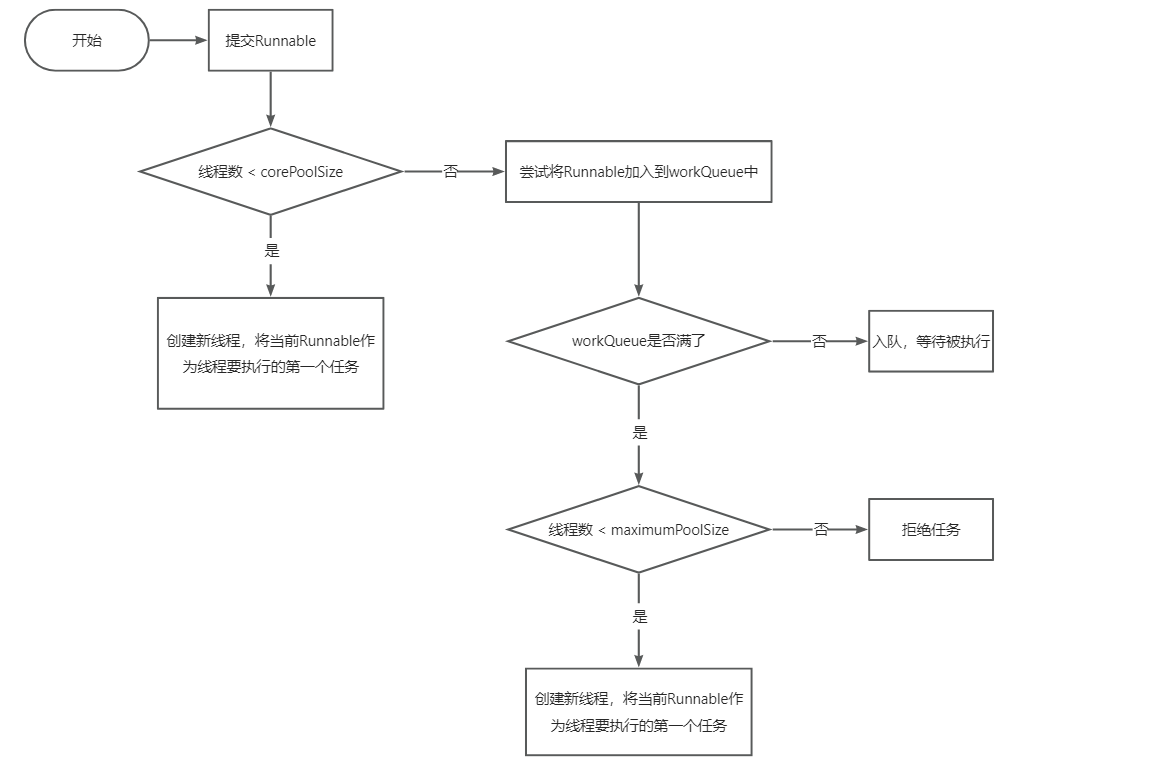 开始
提交Runnable
线程数 < corePoolSize
否
尝试将Runnable加入到workQueue中
是
创建新线程，将当前Runnable作
为线程要执行的第一个任务
workQueue是否满了
否
入队，等待被执行
是
线程数 < maximumPoolSize
否
拒绝任务
是
创建新线程，将当前Runnable作
为线程要执行的第一个任务